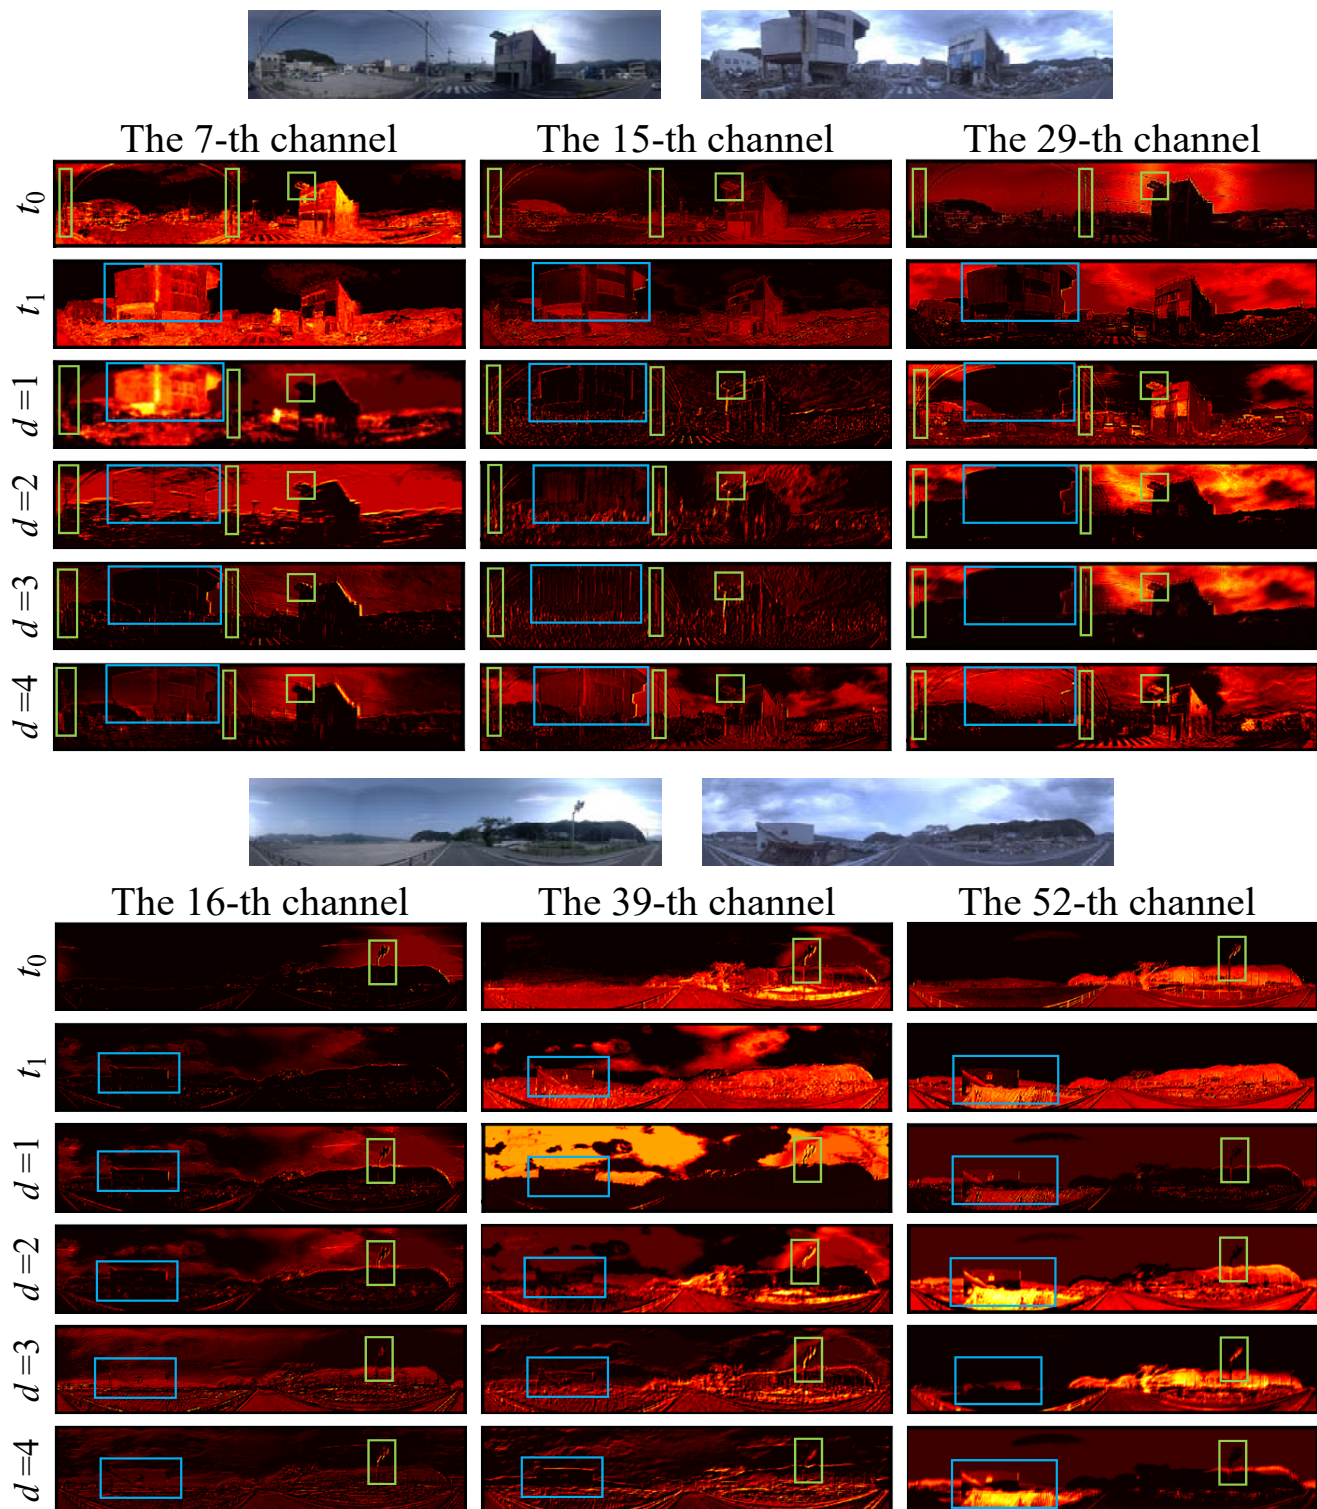 The 7-th channel The 15-th channel The 29-th channel
t0
t1
d=1
d=2
d=3
d=4
The 16-th channel The 39-th channel The 52-th channel
t0
t1
d=1
d=2
d=3
d=4